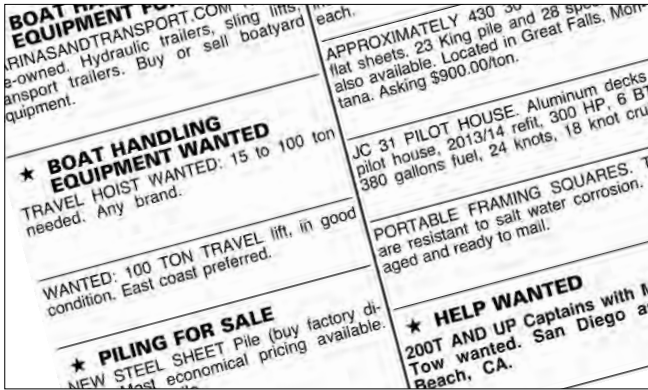 BOAT
EQUIPMENT
MARINASANDTRANSPORT.COM
Hydraulic trailers, sling lifts,
transport trailers. Buy or sell boatyard
equipment.
★ BOAT HANDLING
EQUIPMENT WANTED
TRAVEL HOIST WANTED: 15 to 100 ton
needed. Any brand.
WANTED: 100 TON TRAVEL lift, in good
condition. East coast preferred.
★ PILING FOR SALE
NEW STEEL SHEET Pile (buy factory di-
Most economical pricing available.
each.
APPROXIMATELY 430 30
flat sheets. 23 King pile and 28
also available. Located in Great Falls, Mon-
tana. Asking $900.00/ton.
JC 31 PILOT HOUSE. Aluminum decks
pilot house, 2013/14 refit, 300 HP, 6 BT
380 gallons fuel, 24 knots, 18 knot
PORTABLE FRAMING SQUARES.
are resistant to salt water corrosion.
aged and ready to mail.
★ HELP WANTED
200T AND UP Captains with
Tow wanted. San Diego
Beach, CA.